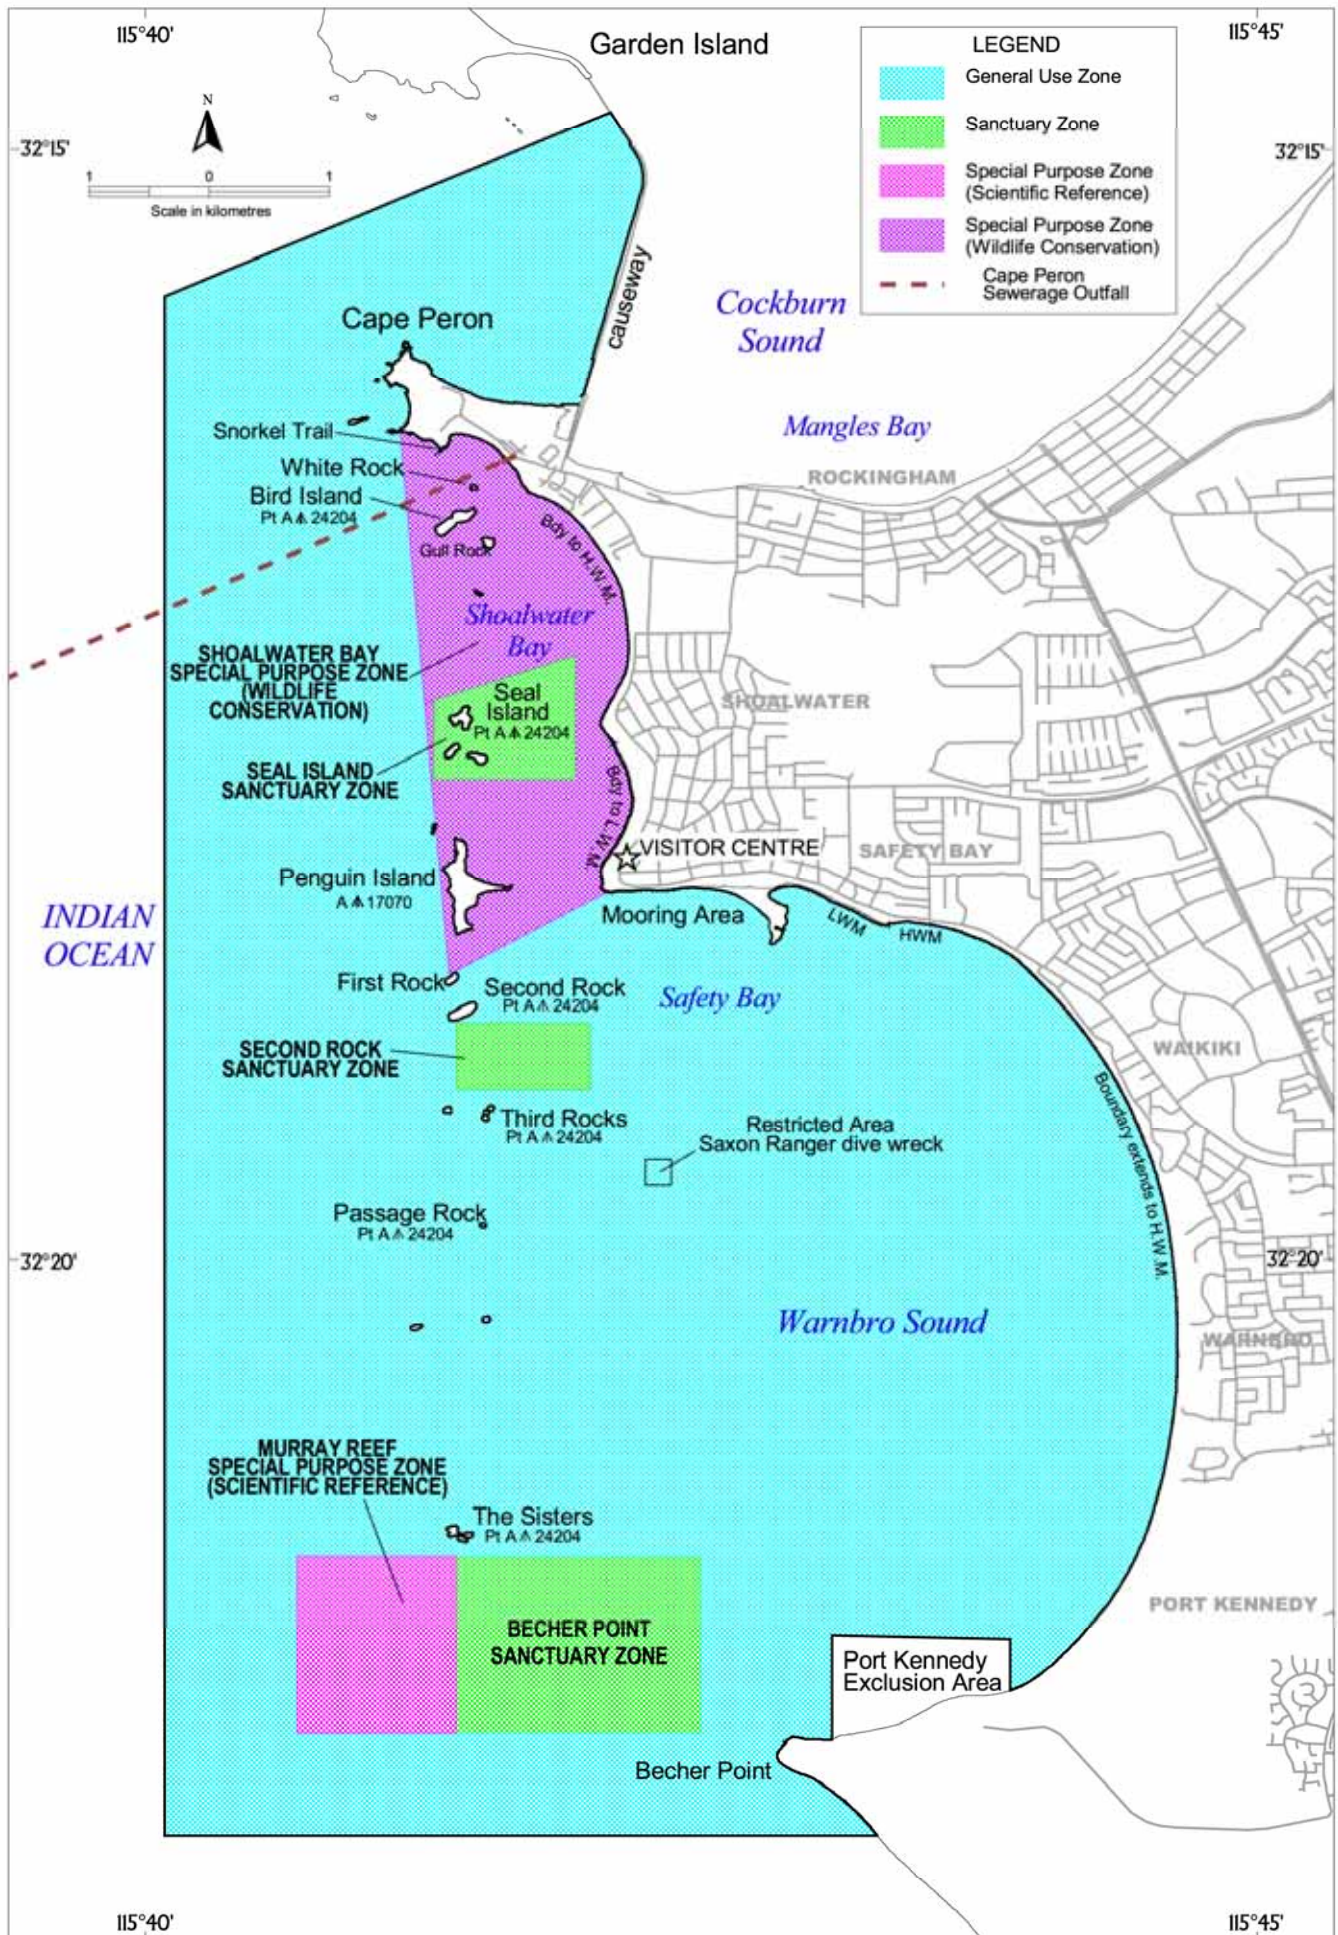 115°40'
Garden Island
115°45'
LEGEND
General Use Zone
Sanctuary Zone
Special Purpose Zone
(Scientific Reference)
Special Purpose Zone
(Wildlife Conservation)
Cape Peron
Sewerage Outfall
N
32°15'
32°15'
1 0 1
Scale in kilometres
causeway
Cockburn
Sound
Cape Peron
Mangles Bay
Snorkel Trail
White Rock
ROCKINGHAM
Bird Island
Pt A 24204
Gull Rock
Bdy to H.W.M.
Shoalwater
Bay
SHOALWATER BAY
SPECIAL PURPOSE ZONE
(WILDLIFE
CONSERVATION)
Seal
Island
Pt A 24204
SHOALWATER
SEAL ISLAND
SANCTUARY ZONE
Bdy to L.W.M.
VISITOR CENTRE
SAFETY BAY
Penguin Island
A 17070
INDIAN
OCEAN
Mooring Area
LWM
HWM
First Rock
Second Rock
Pt A 24204
Safety Bay
SECOND ROCK
SANCTUARY ZONE
WAIKIKI
Boundary extends to H.W.M.
Third Rocks
Pt A 24204
Restricted Area
Saxon Ranger dive wreck
Passage Rock
Pt A 24204
32°20'
32°20'
Warnbro Sound
WARNBRO
MURRAY REEF
SPECIAL PURPOSE ZONE
(SCIENTIFIC REFERENCE)
The Sisters
Pt A 24204
PORT KENNEDY
BECHER POINT
SANCTUARY ZONE
Port Kennedy
Exclusion Area
Becher Point
115°40'
115°45'